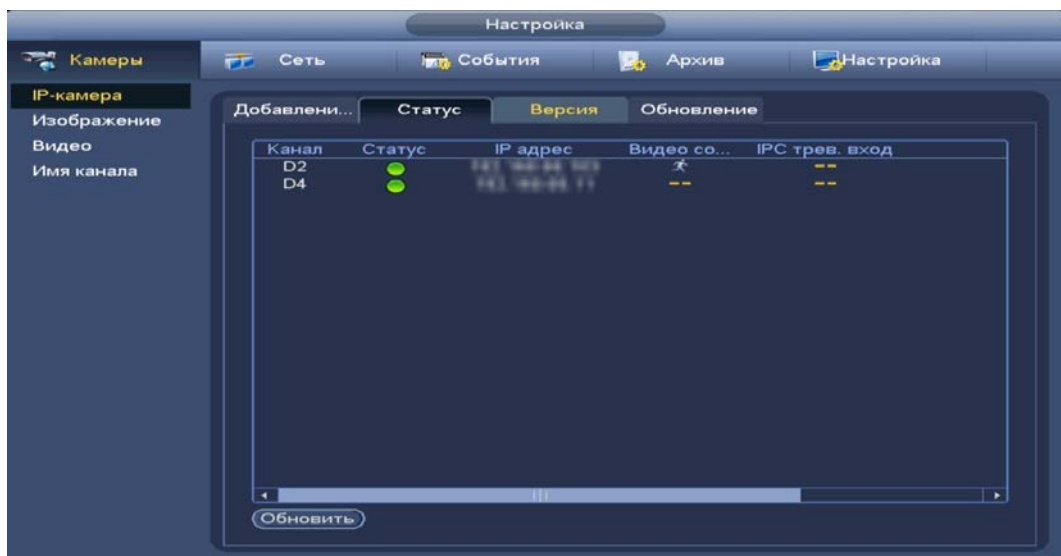 Настройка
Камеры Сеть События Архив Настройка
IP-камера
Изображение
Видео
Имя канала
Добавлени... Статус Версия Обновление
Канал Статус IP адрес Видео со... IPC трев. вход
D2 --
D4 -- --
Обновить